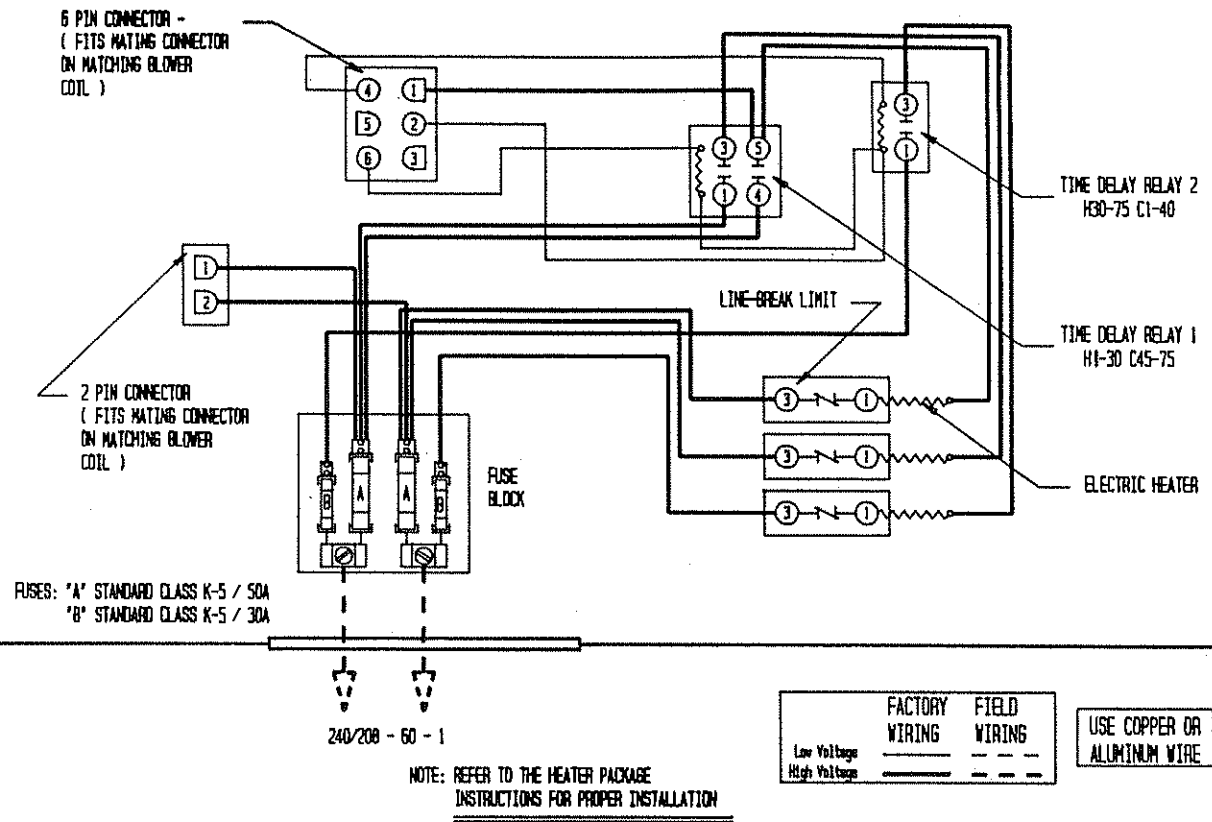 6 PIN CONNECTOR -
( FITS MATING CONNECTOR
ON MATCHING BLOWER
COIL )
4 1
5 2
6 3
3 5
1 4
3
1
TIME DELAY RELAY 2
H30-75 C1-40
1
2
LINE-BREAK LIMIT
TIME DELAY RELAY 1
H1-30 C45-75
2 PIN CONNECTOR
( FITS MATING CONNECTOR
ON MATCHING BLOWER
COIL )
3 1
3 1
3 1
B A A B
FUSE
BLOCK
ELECTRIC HEATER
FUSES: "A" STANDARD CLASS K-5 / 50A
"B" STANDARD CLASS K-5 / 30A
240/208 - 60 - 1
NOTE: REFER TO THE HEATER PACKAGE
INSTRUCTIONS FOR PROPER INSTALLATION
FACTORY FIELD
WIRING WIRING
Low Voltage
High Voltage
USE COPPER OR
ALUMINUM WIRE